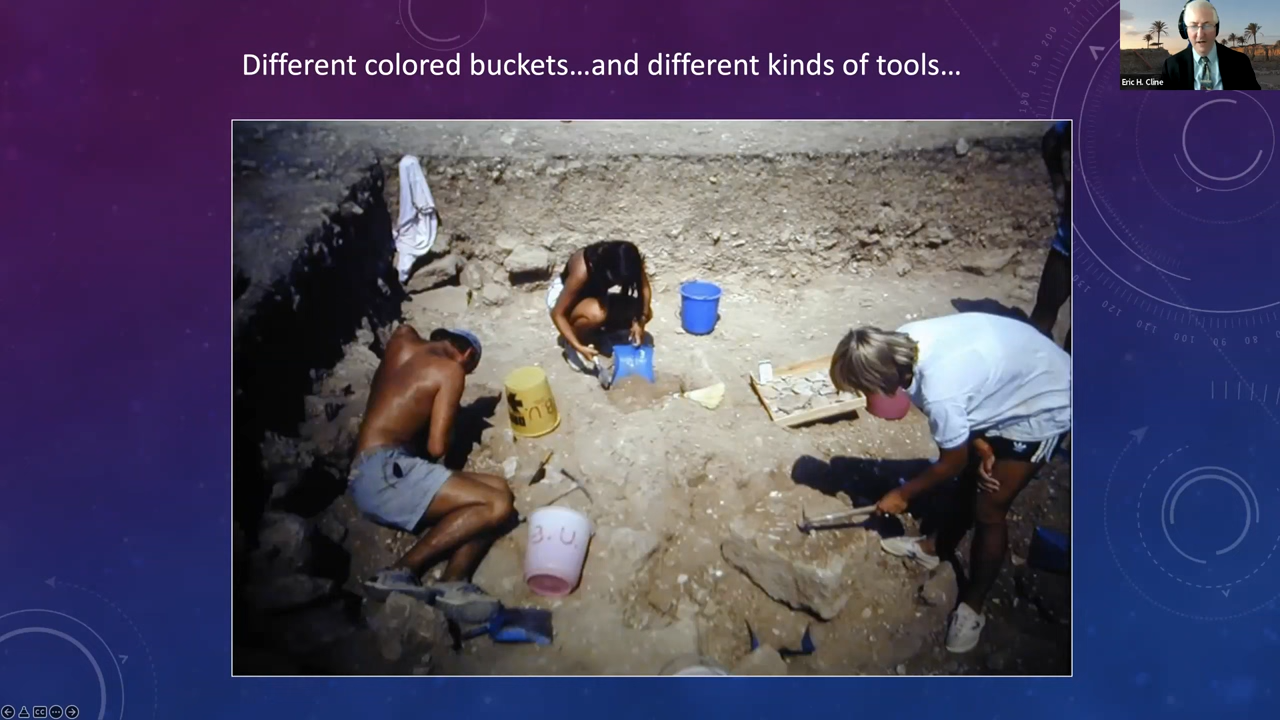 Different colored buckets...and different kinds of tools...
Eric H. Cline
B.U.
B.U.